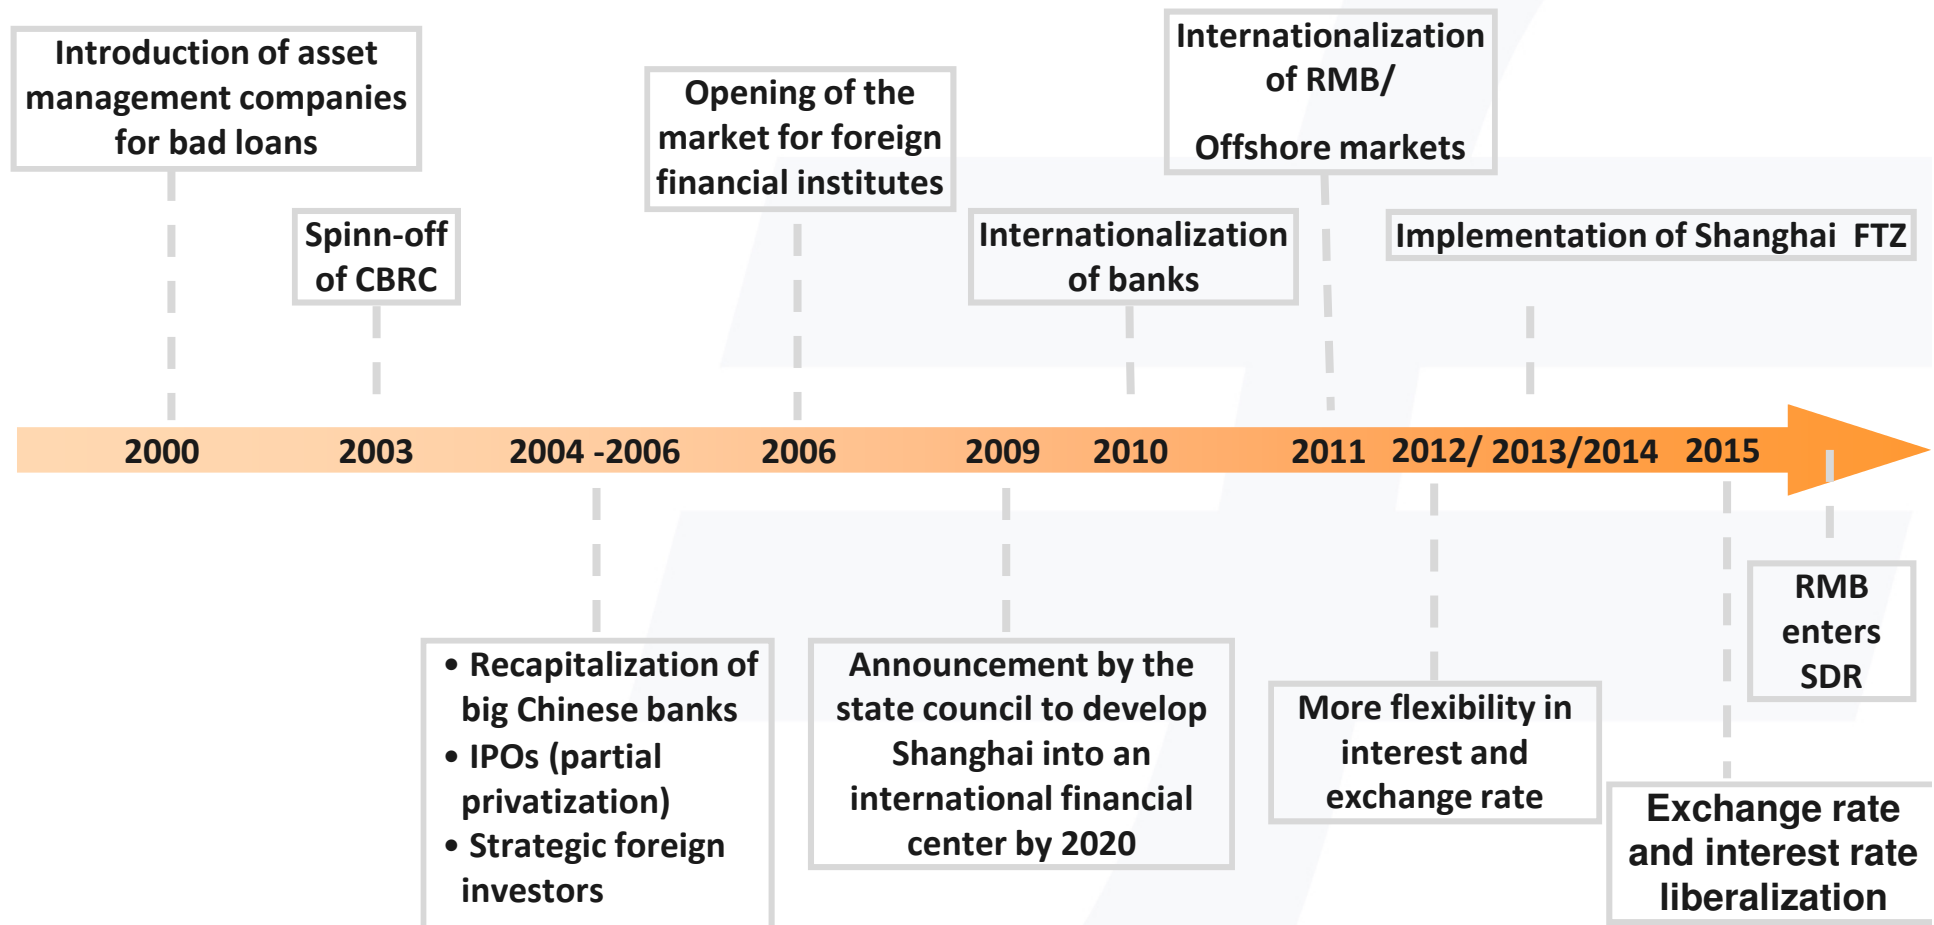 Introduction of asset
management companies
for bad loans
Spinn-off
of CBRC
Opening of the
market for foreign
financial institutes
Internationalization
of banks
Internationalization
of RMB/
Offshore markets
Implementation of Shanghai FTZ
2000 2003 2004 -2006 2006 2009 2010 2011 2012/ 2013/2014 2015
• Recapitalization of
big Chinese banks
• IPOs (partial
privatization)
• Strategic foreign
investors
Announcement by the
state council to develop
Shanghai into an
international financial
center by 2020
More flexibility in
interest and
exchange rate
Exchange rate
and interest rate
liberalization
RMB
enters
SDR